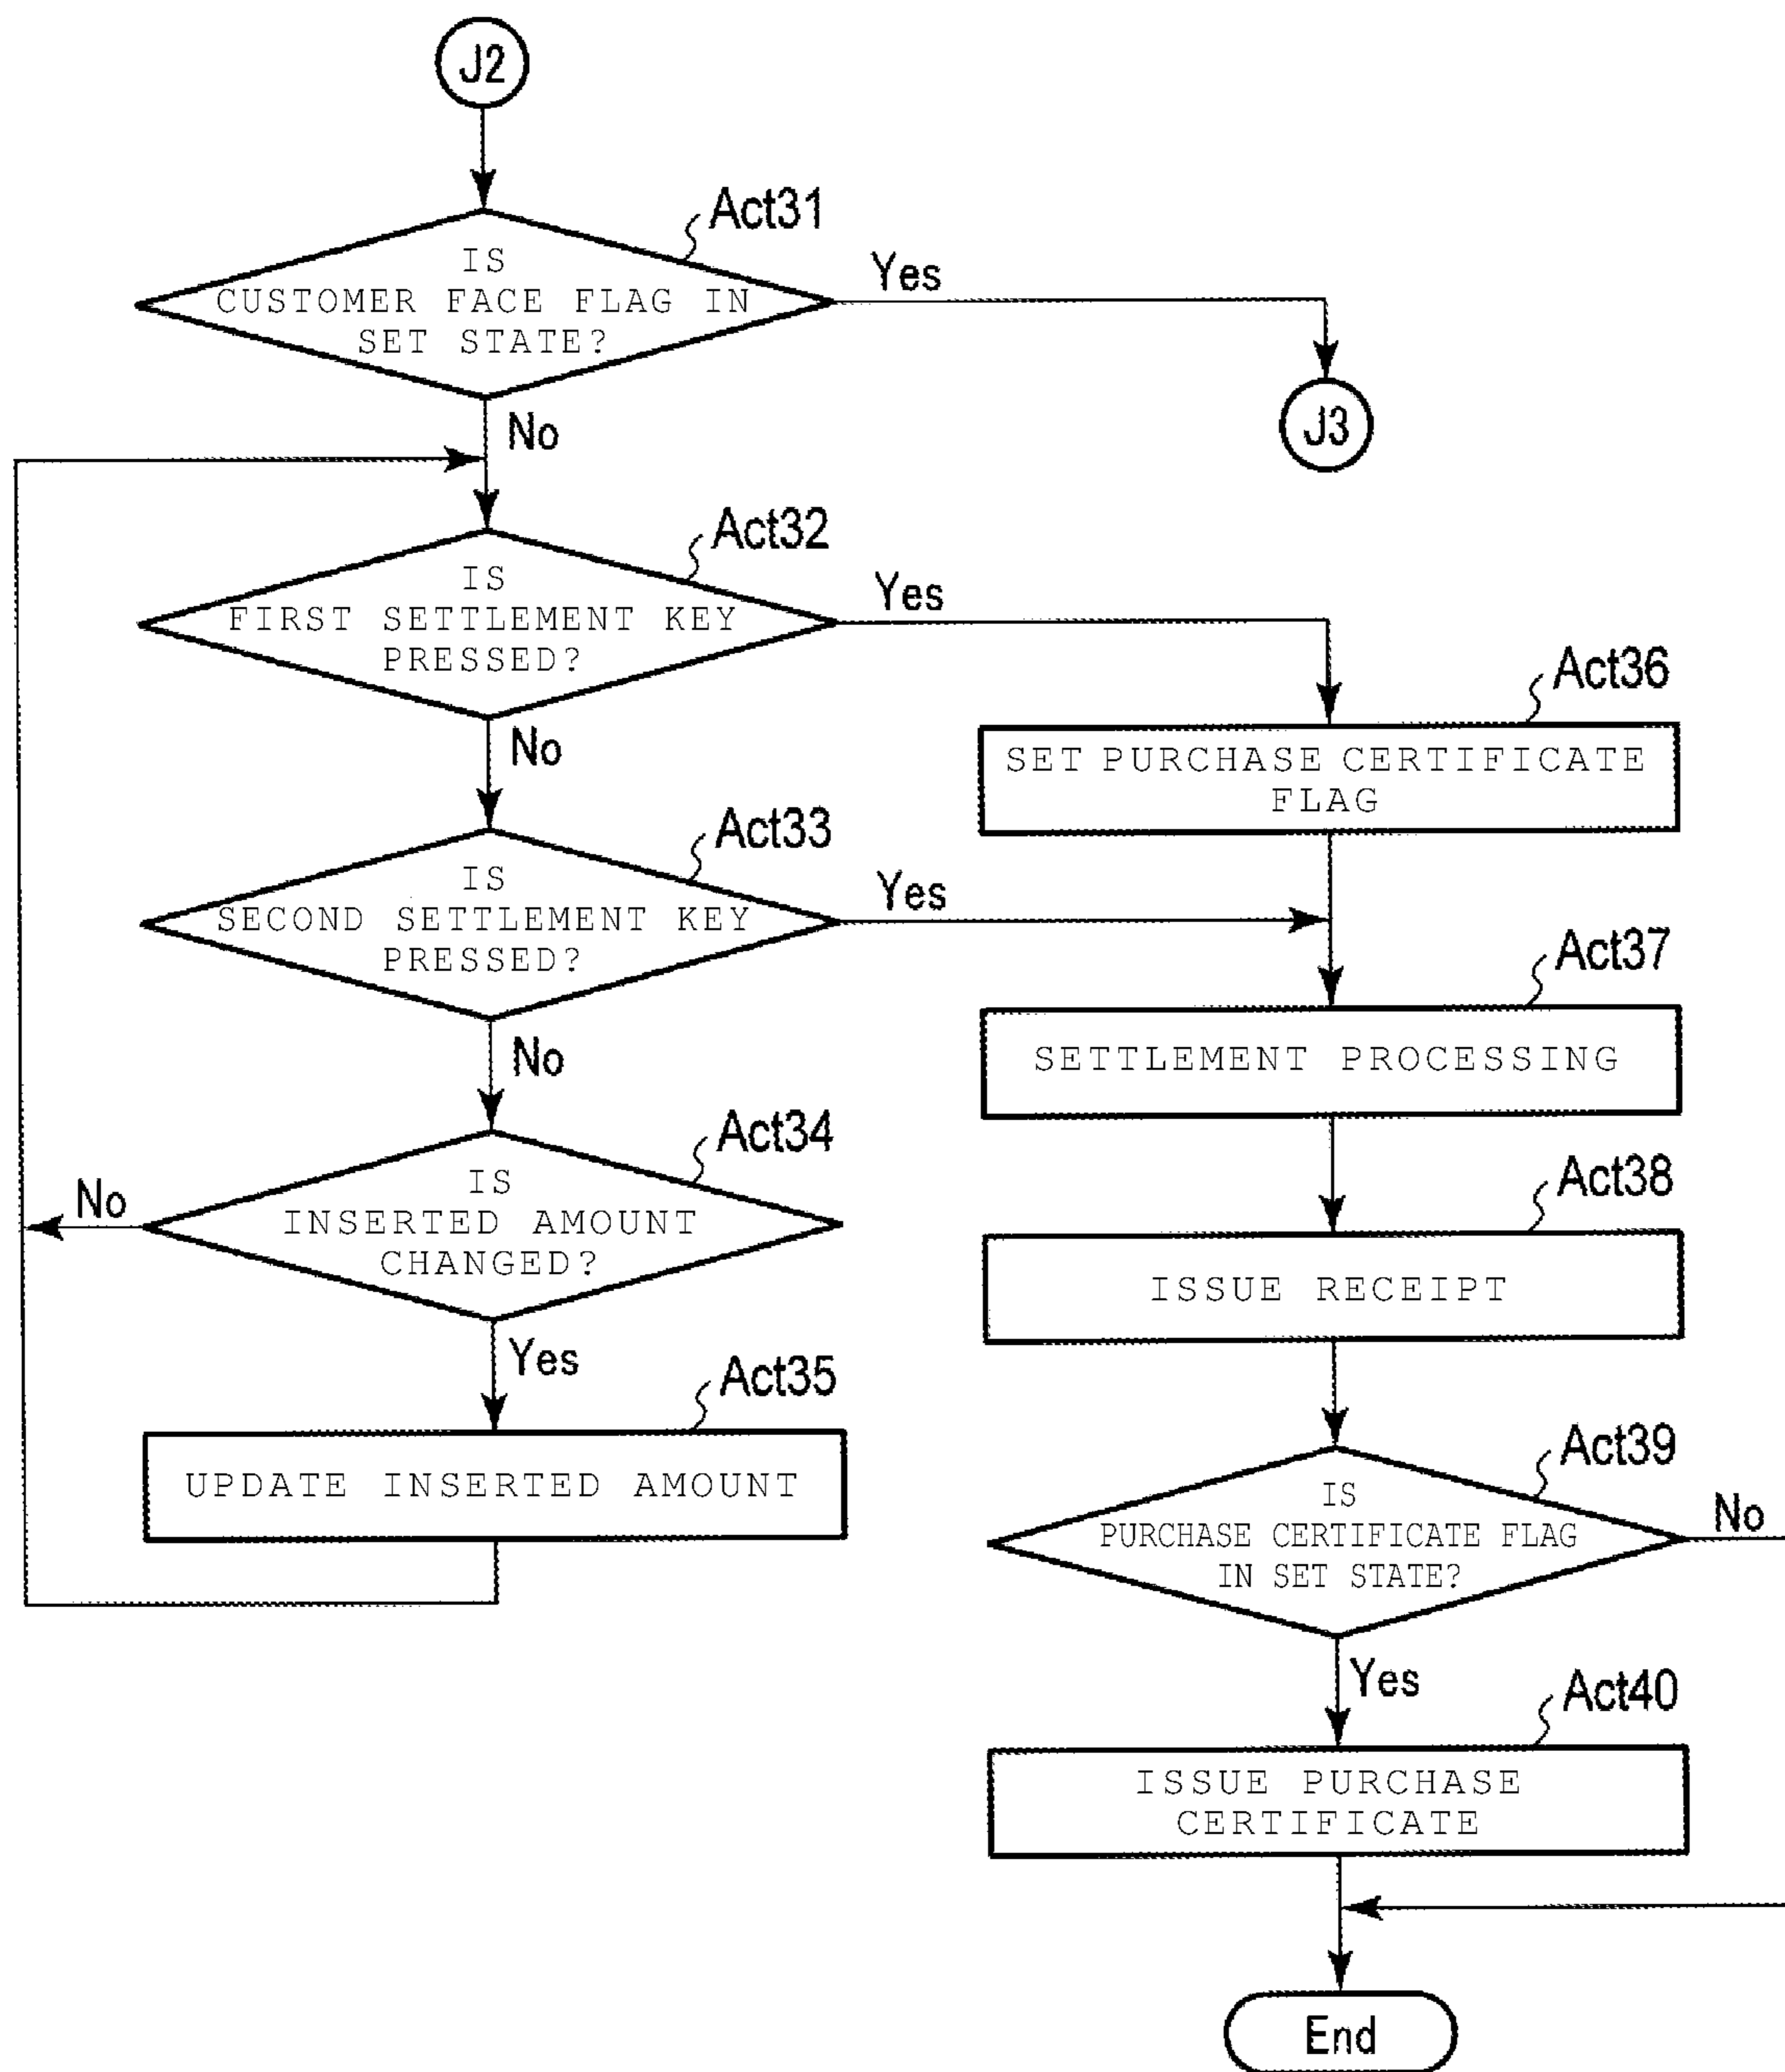 J2
Act31
IS
CUSTOMER FACE FLAG IN
SET STATE?
Yes
J3
No
Act32
IS
FIRST SETTLEMENT KEY
PRESSED?
Yes
No
Act36
SET PURCHASE CERTIFICATE
FLAG
Act33
IS
SECOND SETTLEMENT KEY
PRESSED?
Yes
No
Act37
SETTLEMENT PROCESSING
Act34
IS
INSERTED AMOUNT
CHANGED?
No
Yes
Act38
ISSUE RECEIPT
Act35
UPDATE INSERTED AMOUNT
Act39
IS
PURCHASE CERTIFICATE FLAG
IN SET STATE?
No
Yes
Act40
ISSUE PURCHASE
CERTIFICATE
End